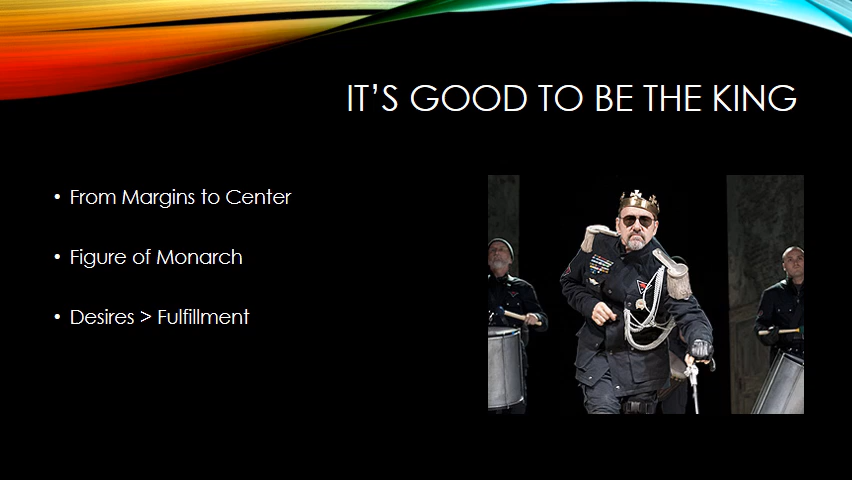 IT’S GOOD TO BE THE KING
• From Margins to Center
• Figure of Monarch
• Desires > Fulfillment